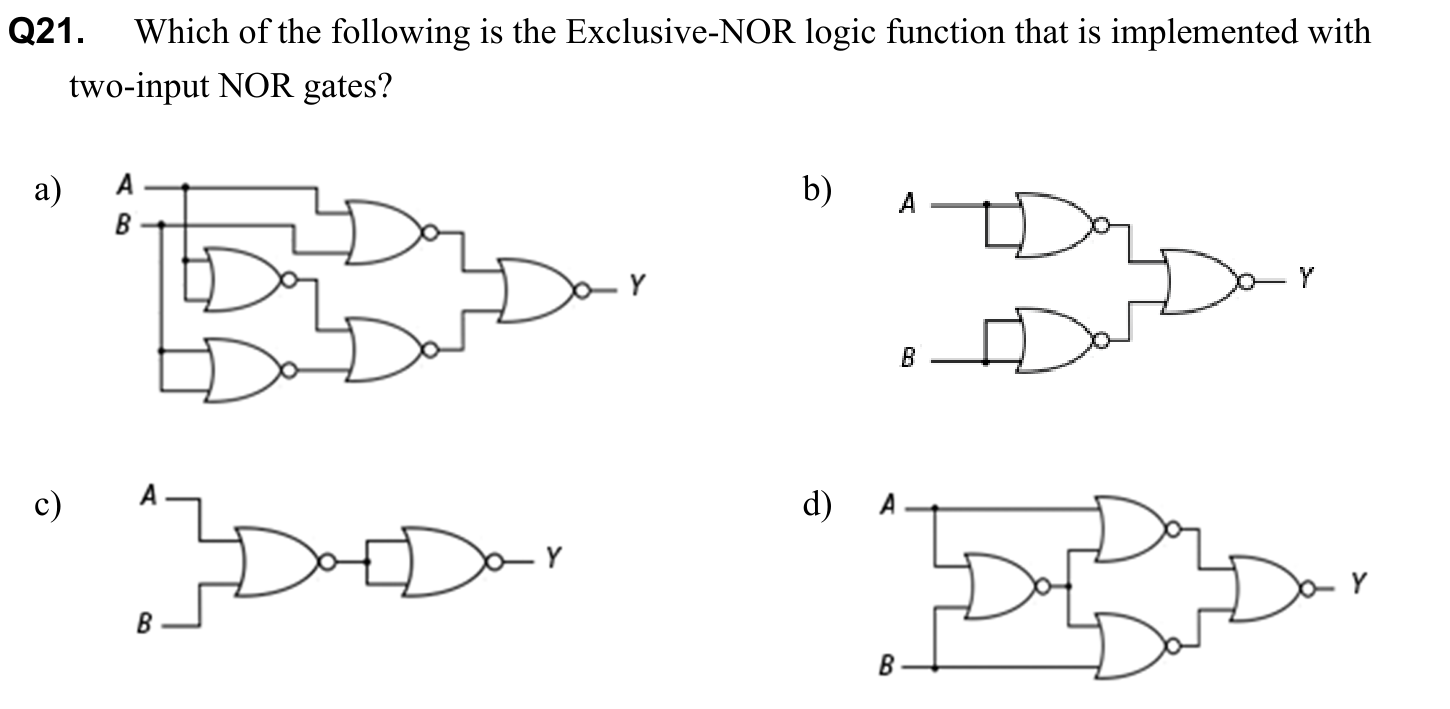 Q21. Which of the following is the Exclusive-NOR logic function that is implemented with
two-input NOR gates?
a) A B Y
b) A B Y
c) A B Y
d) A B Y